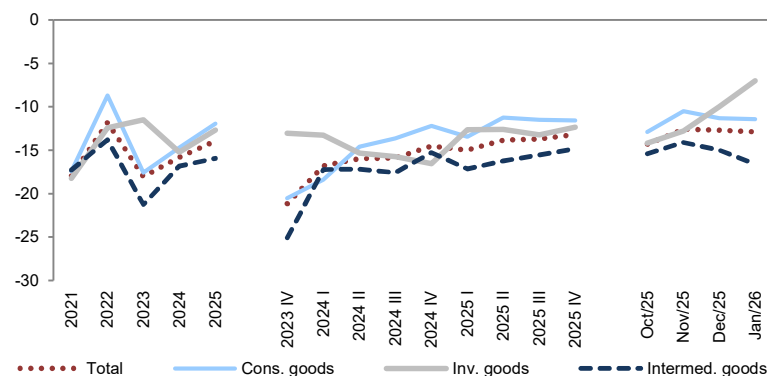 0
-5
-10
-15
-20
-25
-30
2021
2022
2023
2024
2025
2023 IV
2024 I
2024 II
2024 III
2024 IV
2025 I
2025 II
2025 III
2025 IV
Oct/25
Nov/25
Dec/25
Jan/26
Total
Cons. goods
Inv. goods
Intermed. goods